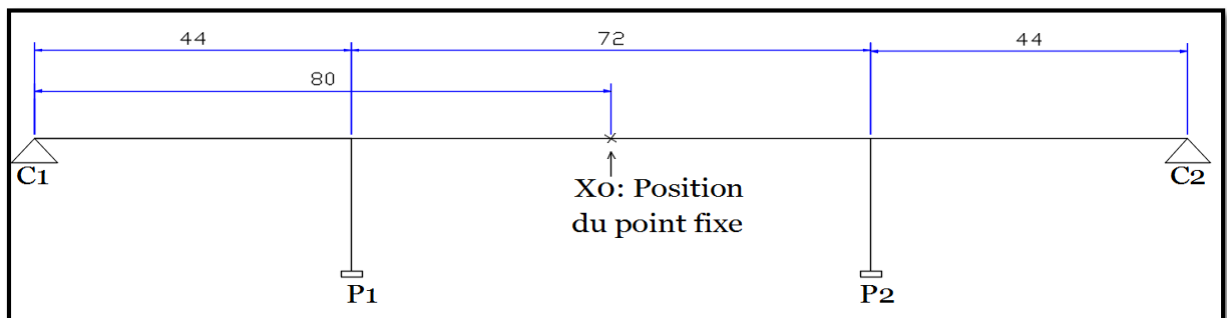 44 72 44
80
C1 C2
X0: Position
du point fixe
P1 P2